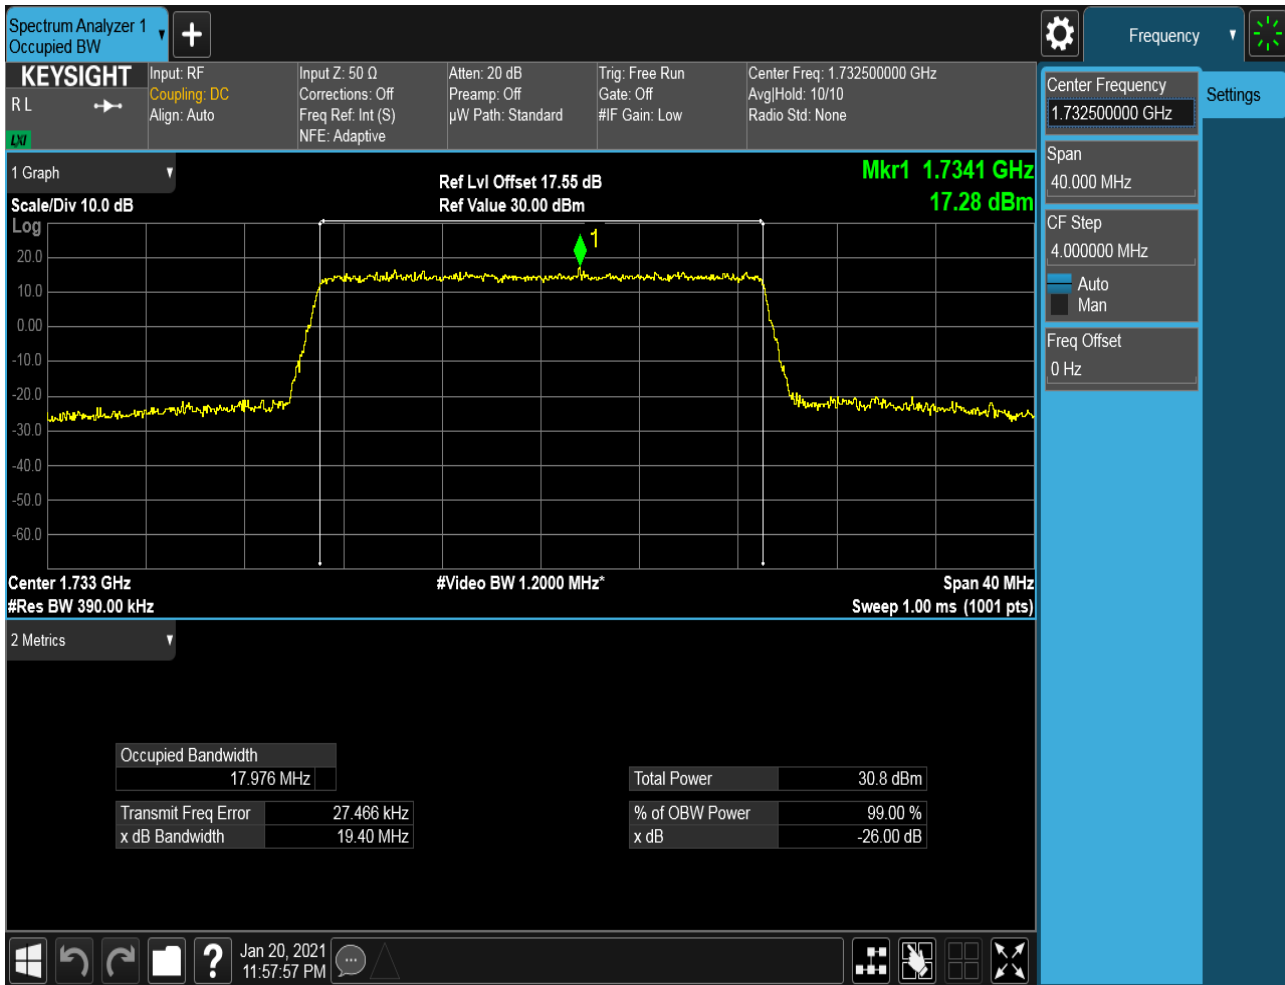 Spectrum Analyzer 1
Occupied BW
Frequency
KEYSIGHT
R L
LXI
Input: RF
Coupling: DC
Align: Auto
Input Z: 50 Ω
Corrections: Off
Freq Ref: Int (S)
NFE: Adaptive
Atten: 20 dB
Preamp: Off
µW Path: Standard
Trig: Free Run
Gate: Off
#IF Gain: Low
Center Freq: 1.732500000 GHz
Avg|Hold: 10/10
Radio Std: None
Center Frequency
1.732500000 GHz
Settings
Span
40.000 MHz
CF Step
4.000000 MHz
Auto
Man
Freq Offset
0 Hz
1 Graph
Scale/Div 10.0 dB
Ref Lvl Offset 17.55 dB
Ref Value 30.00 dBm
Mkr1 1.7341 GHz
17.28 dBm
Log
1
20.0
10.0
0.00
-10.0
-20.0
-30.0
-40.0
-50.0
-60.0
Center 1.733 GHz
#Video BW 1.2000 MHz*
Span 40 MHz
#Res BW 390.00 kHz
Sweep 1.00 ms (1001 pts)
2 Metrics
Occupied Bandwidth
17.976 MHz
Transmit Freq Error 27.466 kHz
x dB Bandwidth 19.40 MHz
Total Power 30.8 dBm
% of OBW Power 99.00 %
x dB -26.00 dB
?
Jan 20, 2021
11:57:57 PM